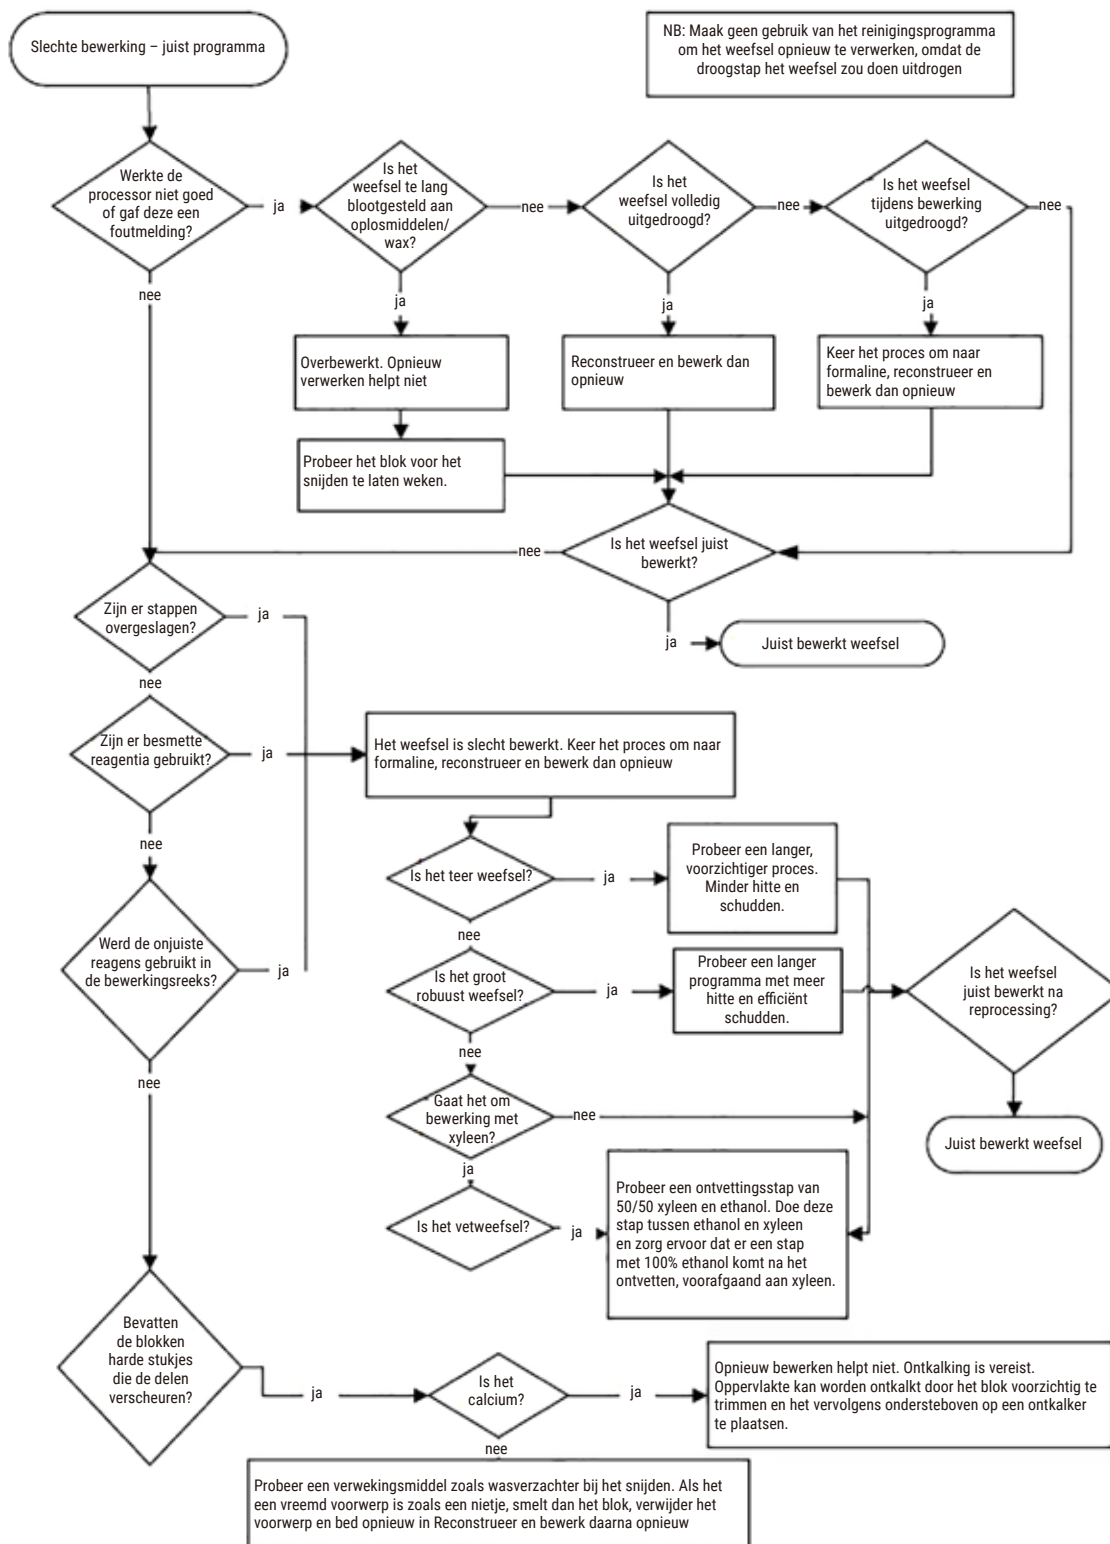 Slechte bewerking – juist programma
NB: Maak geen gebruik van het reinigingsprogramma
om het weefsel opnieuw te verwerken, omdat de
droogstap het weefsel zou doen uitdrogen
Werkte de
processor niet goed
of gaf deze een
foutmelding?
ja
Is het
weefsel te lang
blootgesteld aan
oplosmiddelen/
wax?
nee
Is het
weefsel volledig
uitgedroogd?
nee
Is het weefsel
tijdens bewerking
uitgedroogd?
nee
nee
ja
ja
ja
Overbewerkt. Opnieuw
verwerken helpt niet
Reconstrueer en bewerk dan
opnieuw
Keer het proces om naar
formaline, reconstrueer en
bewerk dan opnieuw
Probeer het blok voor het
snijden te laten weken.
Is het weefsel juist
bewerkt?
nee
ja
Juist bewerkt weefsel
Zijn er stappen
overgeslagen?
ja
nee
Zijn er besmette
reagentia gebruikt?
ja
Het weefsel is slecht bewerkt. Keer het proces om naar
formaline, reconstrueer en bewerk dan opnieuw
nee
Werd de onjuiste
reagens gebruikt in
de bewerkingsreeks?
ja
nee
Is het teer weefsel?
ja
Probeer een langer,
voorzichtiger proces.
Minder hitte en
schudden.
nee
Is het groot
robuust weefsel?
ja
Probeer een langer
programma met meer
hitte en efficiënt
schudden.
Is het weefsel
juist bewerkt na
reprocessing?
nee
Gaat het om
bewerking met
xyleen?
nee
Juist bewerkt weefsel
ja
Is het vetweefsel?
ja
Probeer een ontvettingsstap van
50/50 xyleen en ethanol. Doe deze
stap tussen ethanol en xyleen
en zorg ervoor dat er een stap
met 100% ethanol komt na het
ontvetten, voorafgaand aan xyleen.
Bevatten
de blokken
harde stukjes
die de delen
verscheuren?
ja
Is het
calcium?
ja
Opnieuw bewerken helpt niet. Ontkalking is vereist.
Oppervlakte kan worden ontkalkt door het blok voorzichtig te
trimmen en het vervolgens ondersteboven op een ontkalker
te plaatsen.
nee
Probeer een verwekingsmiddel zoals wasverzachter bij het snijden. Als het
een vreemd voorwerp is zoals een nietje, smelt dan het blok, verwijder het
voorwerp en bed opnieuw in Reconstrueer en bewerk daarna opnieuw